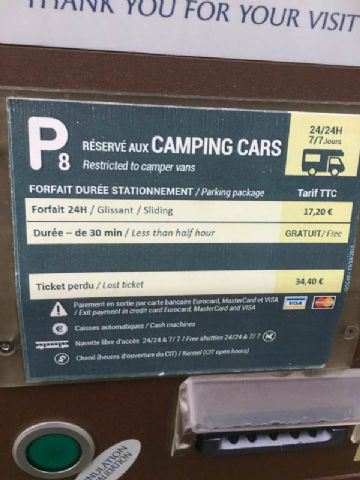 THANK YOU FOR YOUR VISIT
P8 RÉSERVÉ AUX CAMPING CARS
Restricted to camper vans
24/24H
7/7 Jours
FORFAIT DURÉE STATIONNEMENT / Parking package Tarif TTC
Forfait 24H / Glissant / Sliding 17,20 €
Durée – de 30 min / Less than half hour GRATUIT/ Free
Ticket perdu / Lost ticket 34,40 €
Paiement en sortie par carte bancaire Eurocard, MasterCard et VISA
/ Exit payment in credit card Eurocard, MasterCard and VISA
VISA MasterCard
€ Caisses automatiques / Cash machines
Navette libre d'accès 24/24 & 7/7 / Free shuttles 24/24 & 7/7
Chenil (heures d'ouverture du CIT) / Kennel (CIT open hours)